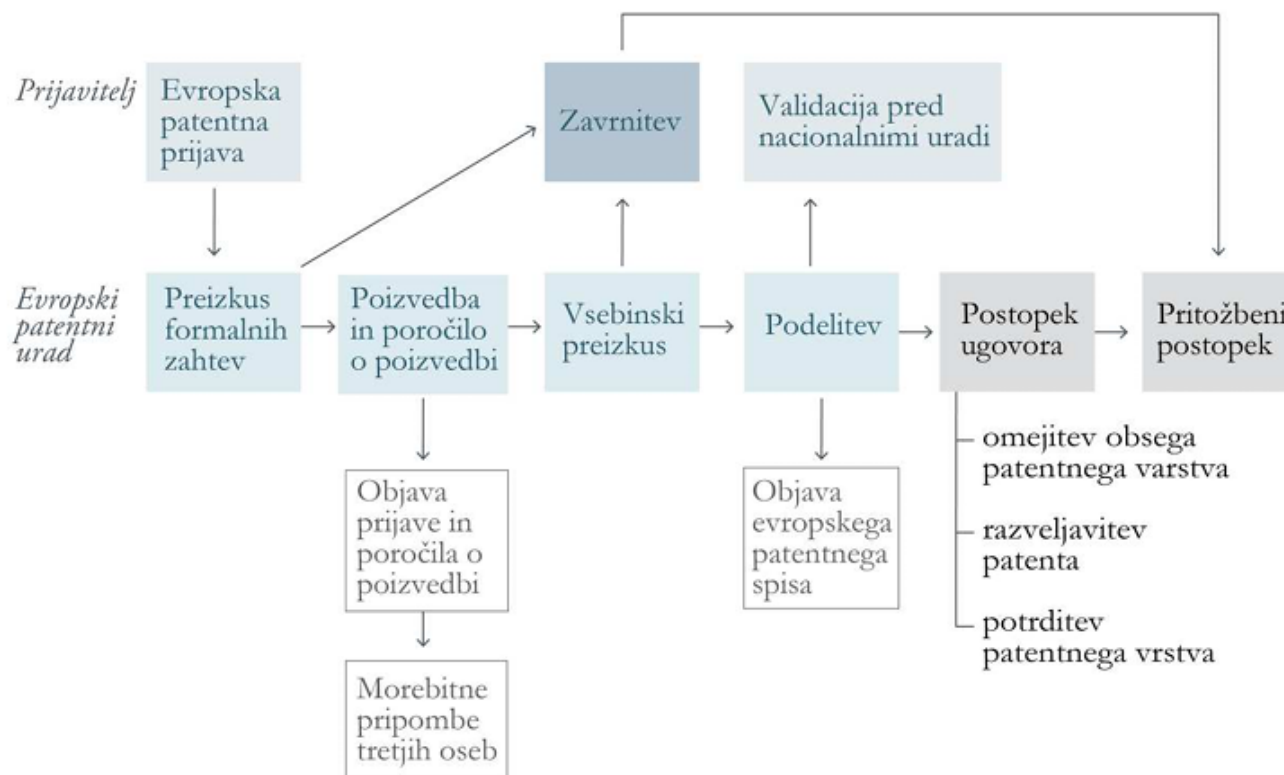 Prijavitelj
Evropska
patentna
prijava
Zavrnitev
Validacija pred
nacionalnimi uradi
Evropski
patentni
urad
Preizkus
formalnih
zahtev
Poizvedba
in poročilo
o poizvedbi
Vsebinski
preizkus
Podelitev
Postopek
ugovora
Pritožbeni
postopek
Objava
prijave in
poročila o
poizvedbi
Morebitne
pripombe
tretjih oseb
Objava
evropskega
patentnega
spisa
omejitev obsega
patentnega varstva
razveljavitev
patenta
potrditev
patentnega vrstva